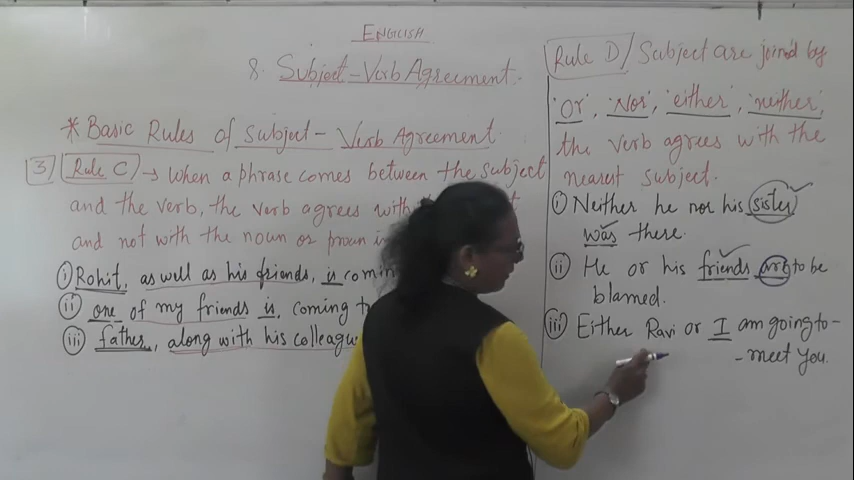 ENGLISH
8. Subject-Verb Agreement.
* Basic Rules of Subject-Verb Agreement
3) Rule C → When a phrase comes between the subject
and the verb, the verb agrees with
and not with the noun or
(i) Rohit, as well as his friends, is
(ii) one of my friends is, coming
(iii) father, along with his
Rule D / Subject are joined by
'Or', 'Nor', 'either', 'neither',
the verb agrees with the
nearest subject.
(i) Neither he nor his sister
was there.
(ii) He or his friends are to be
blamed.
(iii) Either Ravi or I am going to-
- meet you.